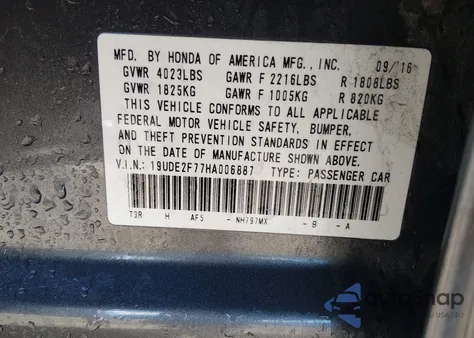 MFD. BY HONDA OF AMERICA MFG., INC. 09/16
GVWR 4023LBS GAWR F 2216LBS R 1808LBS
GVWR 1825KG GAWR F 1005KG R 820KG
THIS VEHICLE CONFORMS TO ALL APPLICABLE
FEDERAL MOTOR VEHICLE SAFETY, BUMPER,
AND THEFT PREVENTION STANDARDS IN EFFECT
ON THE DATE OF MANUFACTURE SHOWN ABOVE.
V.I.N.: 19UDE2F77HA006887 TYPE: PASSENGER CAR
T3R H AF5 - NH797MX - B - A